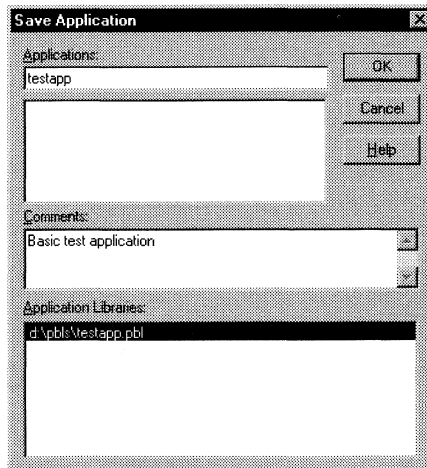 Save Application
Applications:
testapp
OK
Cancel
Help
Comments:
Basic test application
Application Libraries:
d:\pbls\testapp.pbl